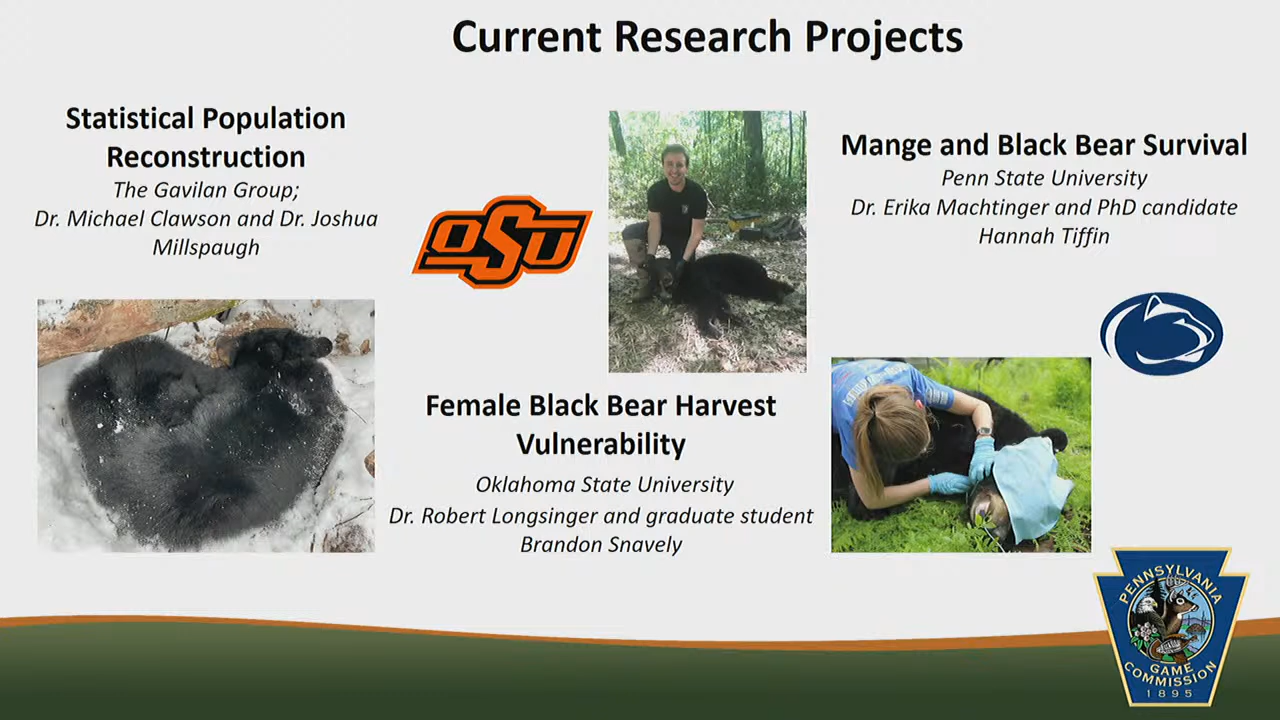 Current Research Projects
Statistical Population
Reconstruction
The Gavilan Group;
Dr. Michael Clawson and Dr. Joshua
Millspaugh
OSU
Female Black Bear Harvest
Vulnerability
Oklahoma State University
Dr. Robert Longsinger and graduate student
Brandon Snavely
Mange and Black Bear Survival
Penn State University
Dr. Erika Machtinger and PhD candidate
Hannah Tiffin
PENNSYLVANIA
GAME
COMMISSION
1895